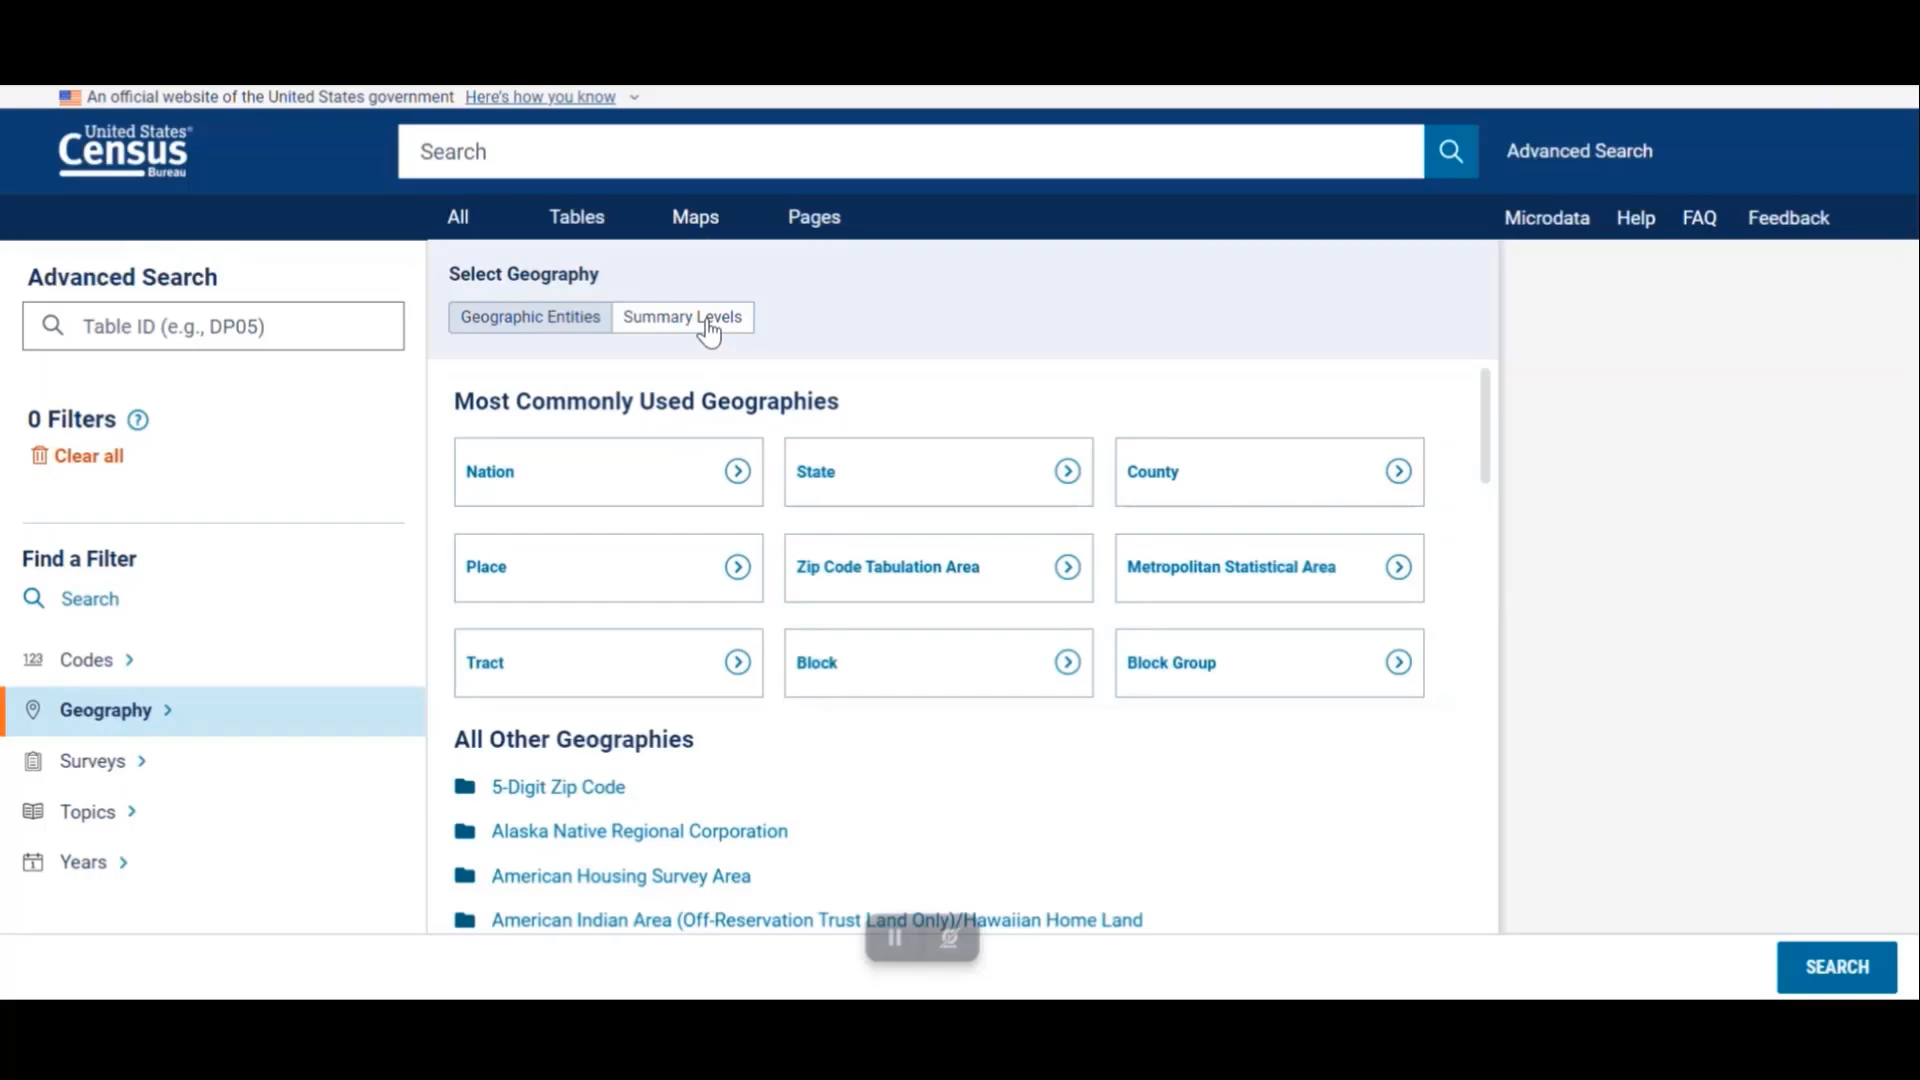 An official website of the United States government Here's how you know
United States®
Census
Bureau
Search
Advanced Search
All Tables Maps Pages
Microdata Help FAQ Feedback
Advanced Search
Table ID (e.g., DP05)
0 Filters ?
Clear all
Find a Filter
Search
123 Codes
Geography
Surveys
Topics
1 Years
Select Geography
Geographic Entities Summary Levels
Most Commonly Used Geographies
Nation State County
Place Zip Code Tabulation Area Metropolitan Statistical Area
Tract Block Block Group
All Other Geographies
5-Digit Zip Code
Alaska Native Regional Corporation
American Housing Survey Area
American Indian Area (Off-Reservation Trust Land Only)/Hawaiian Home Land
SEARCH